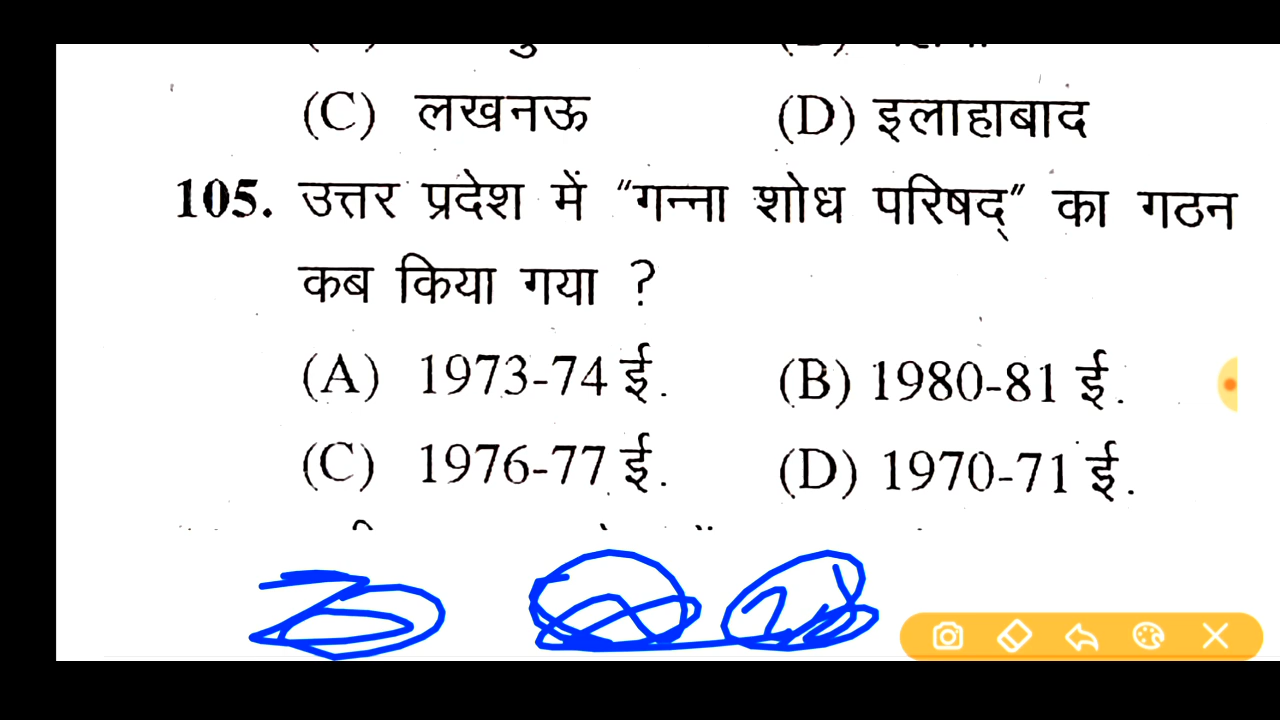 (C) लखनऊ (D) इलाहाबाद
105. उत्तर प्रदेश में “गन्ना शोध परिषद्” का गठन
कब किया गया ?
(A) 1973-74 ई. (B) 1980-81 ई.
(C) 1976-77 ई. (D) 1970-71 ई.